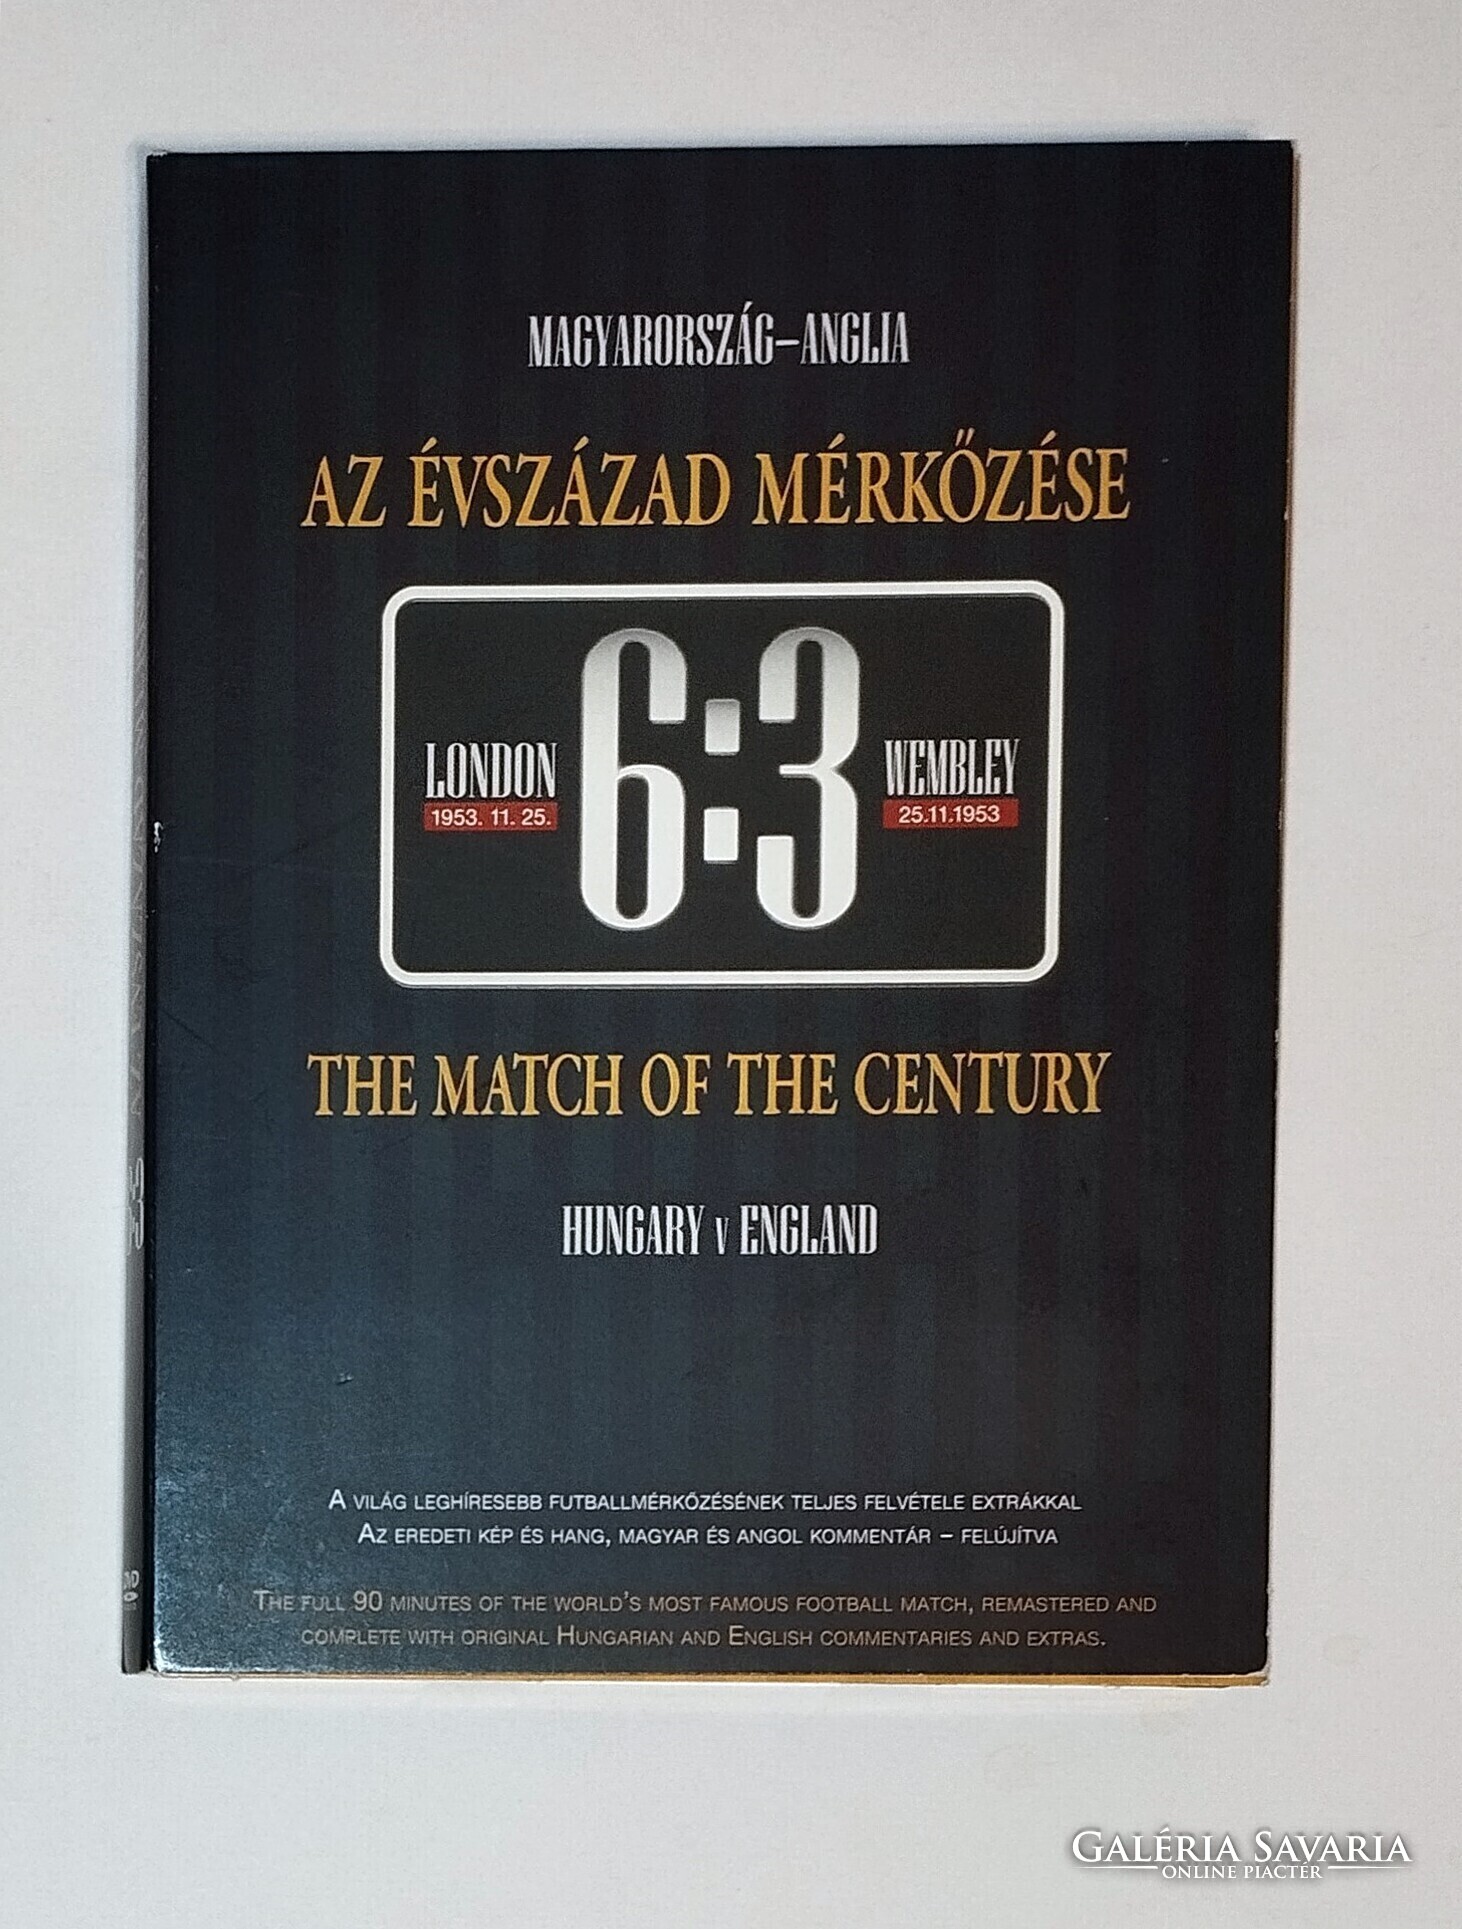 MAGYARORSZÁG–ANGLIA
AZ ÉVSZÁZAD MÉRKŐZÉSE
LONDON
1953. 11. 25.
6:3
WEMBLEY
25.11.1953
THE MATCH OF THE CENTURY
HUNGARY V ENGLAND
A VILÁG LEGHÍRESEBB FUTBALLMÉRKŐZÉSÉNEK TELJES FELVÉTELE EXTRÁKKAL
AZ EREDETI KÉP ÉS HANG, MAGYAR ÉS ANGOL KOMMENTÁR – FELÚJÍTVA
THE FULL 90 MINUTES OF THE WORLD'S MOST FAMOUS FOOTBALL MATCH, REMASTERED AND
COMPLETE WITH ORIGINAL HUNGARIAN AND ENGLISH COMMENTARIES AND EXTRAS.
DVD
GALÉRIA SAVARIA
ONLINE PIACTÉR